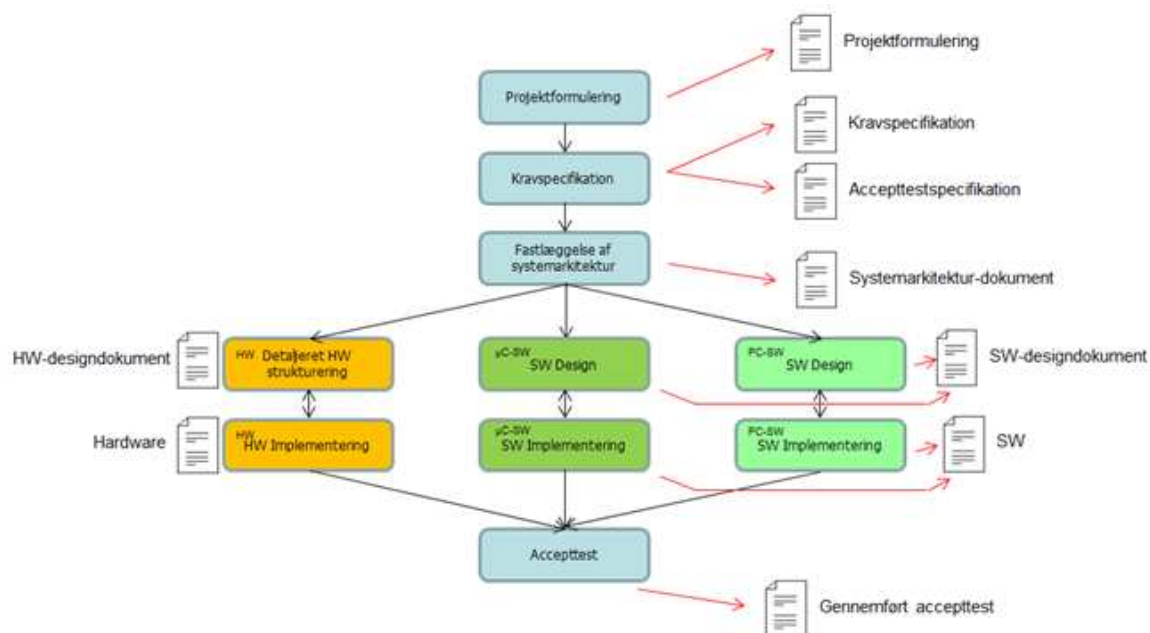 Projektformulering
Projektformulering
Kravspecifikation
Kravspecifikation
Accepttestspecifikation
Fastlæggelse af
systemarkitektur
Systemarkitektur-dokument
HW-designdokument
HW
Detaljeret HW
strukturering
µC-SW
SW Design
PC-SW
SW Design
SW-designdokument
Hardware
HW
HW Implementering
µC-SW
SW Implementering
PC-SW
SW Implementering
SW
Accepttest
Gennemført accepttest